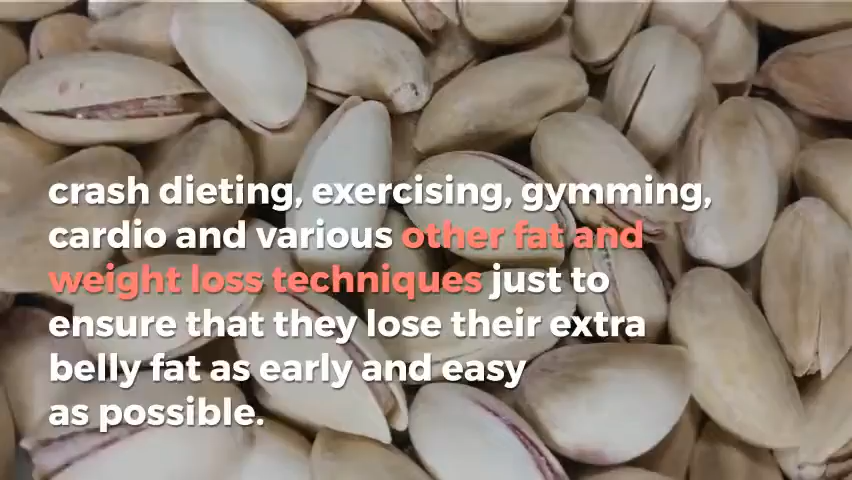 crash dieting, exercising, gymming,
cardio and various other fat and
weight loss techniques just to
ensure that they lose their extra
belly fat as early and easy
as possible.